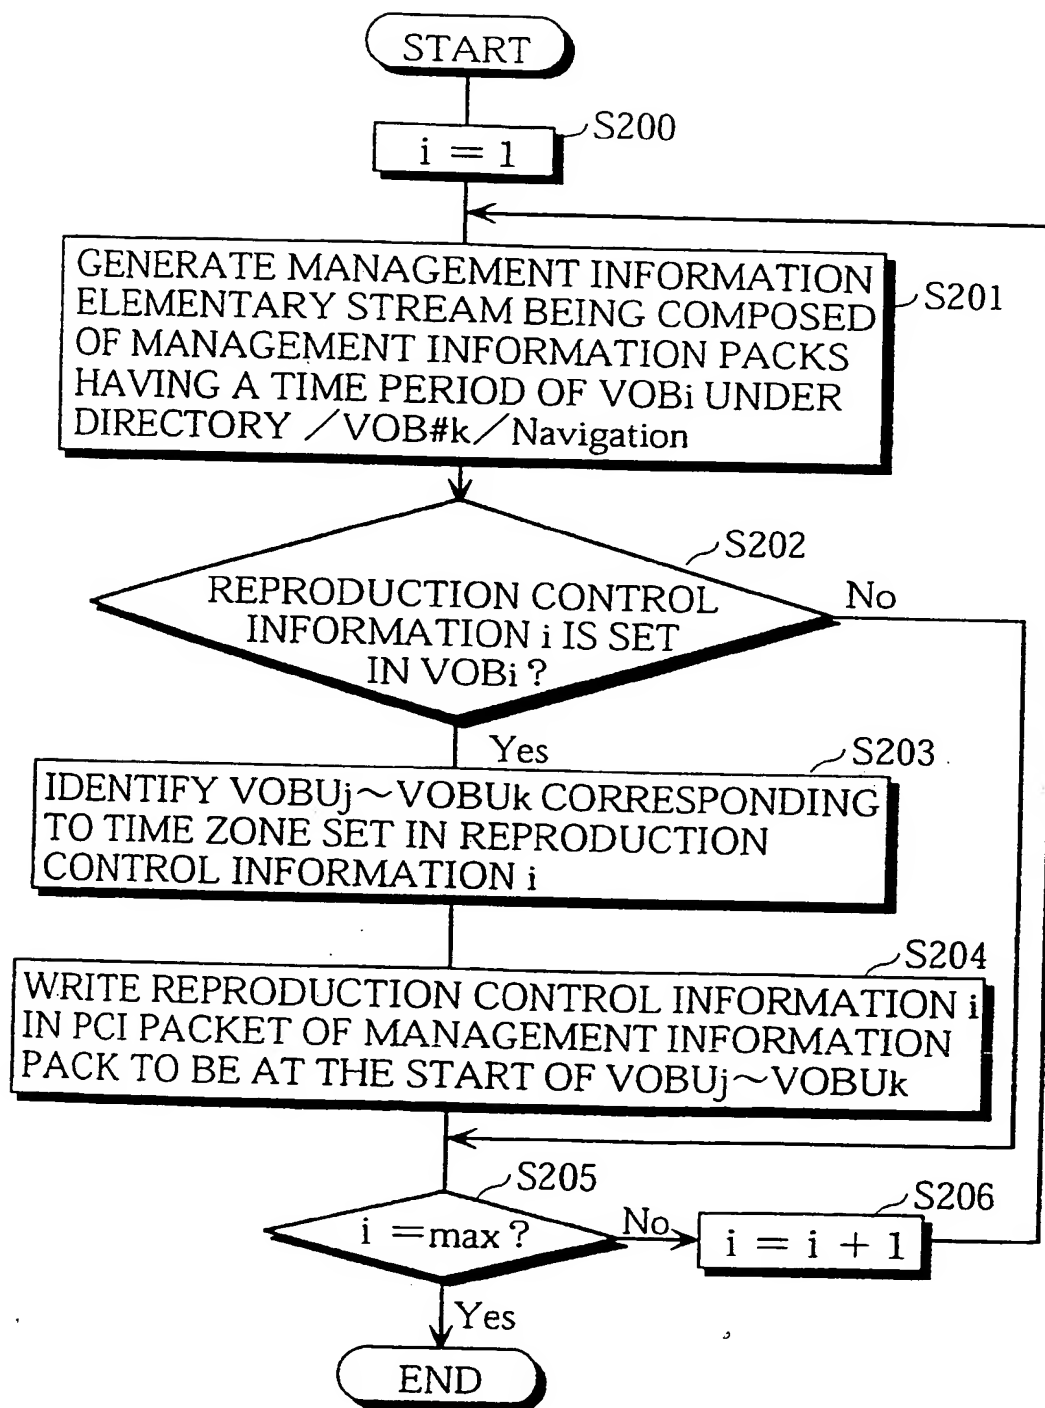 START
S200
i = 1
GENERATE MANAGEMENT INFORMATION
ELEMENTARY STREAM BEING COMPOSED
OF MANAGEMENT INFORMATION PACKS
HAVING A TIME PERIOD OF VOBi UNDER
DIRECTORY /VOB#k/Navigation
S201
S202
REPRODUCTION CONTROL
INFORMATION i IS SET
IN VOBi?
No
Yes
S203
IDENTIFY VOBUj~VOBUk CORRESPONDING
TO TIME ZONE SET IN REPRODUCTION
CONTROL INFORMATION i
S204
WRITE REPRODUCTION CONTROL INFORMATION i
IN PCI PACKET OF MANAGEMENT INFORMATION
PACK TO BE AT THE START OF VOBUj~VOBUk
S205
i =max?
No
S206
i = i + 1
Yes
END